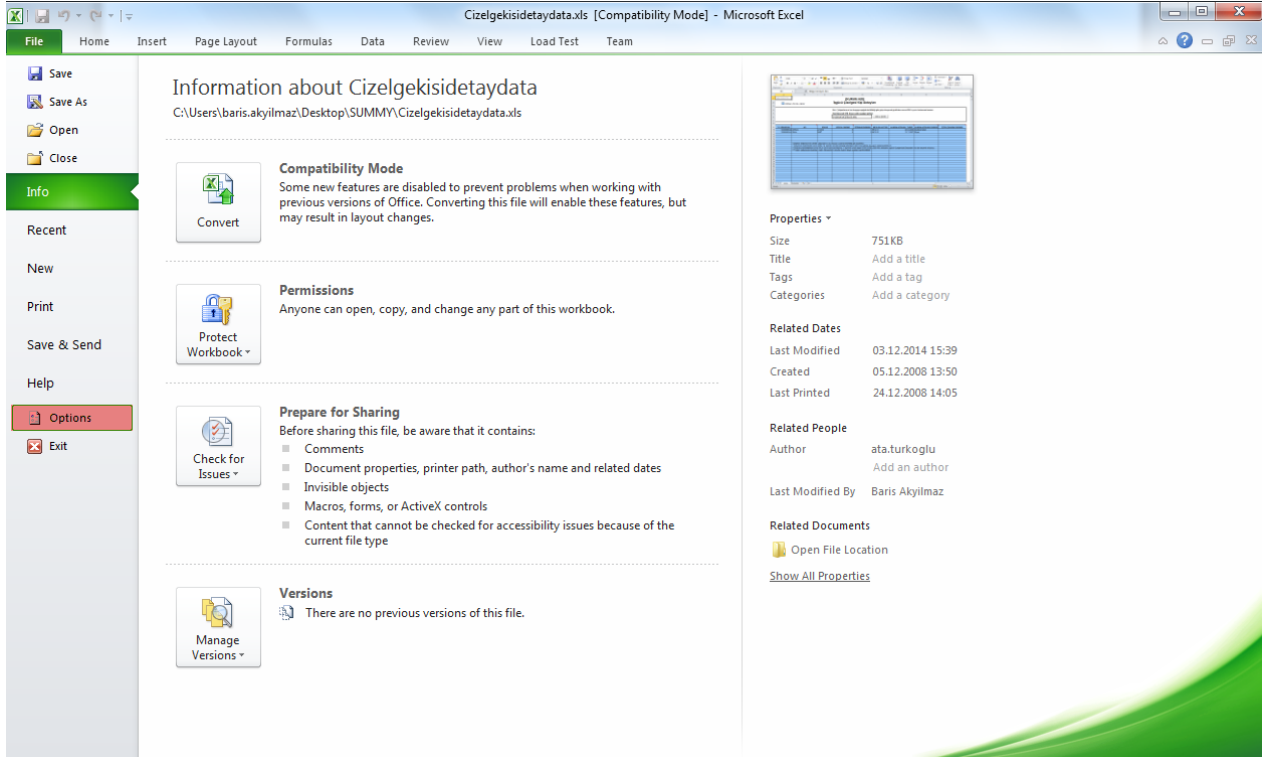 Cizelgekisidetaydata.xls [Compatibility Mode] - Microsoft Excel
File Home Insert Page Layout Formulas Data Review View Load Test Team
Save
Save As
Open
Close
Info
Recent
New
Print
Save & Send
Help
Options
Exit
Information about Cizelgekisidetaydata
C:\Users\baris.akyilmaz\Desktop\SUMMY\Cizelgekisidetaydata.xls
Convert
Compatibility Mode
Some new features are disabled to prevent problems when working with
previous versions of Office. Converting this file will enable these features, but
may result in layout changes.
Protect
Workbook
Permissions
Anyone can open, copy, and change any part of this workbook.
Check for
Issues
Prepare for Sharing
Before sharing this file, be aware that it contains:
Comments
Document properties, printer path, author's name and related dates
Invisible objects
Macros, forms, or ActiveX controls
Content that cannot be checked for accessibility issues because of the
current file type
Manage
Versions
Versions
There are no previous versions of this file.
Properties
Size 751KB
Title Add a title
Tags Add a tag
Categories Add a category
Related Dates
Last Modified 03.12.2014 15:39
Created 05.12.2008 13:50
Last Printed 24.12.2008 14:05
Related People
Author ata.turkoglu
Add an author
Last Modified By Baris Akyilmaz
Related Documents
Open File Location
Show All Properties